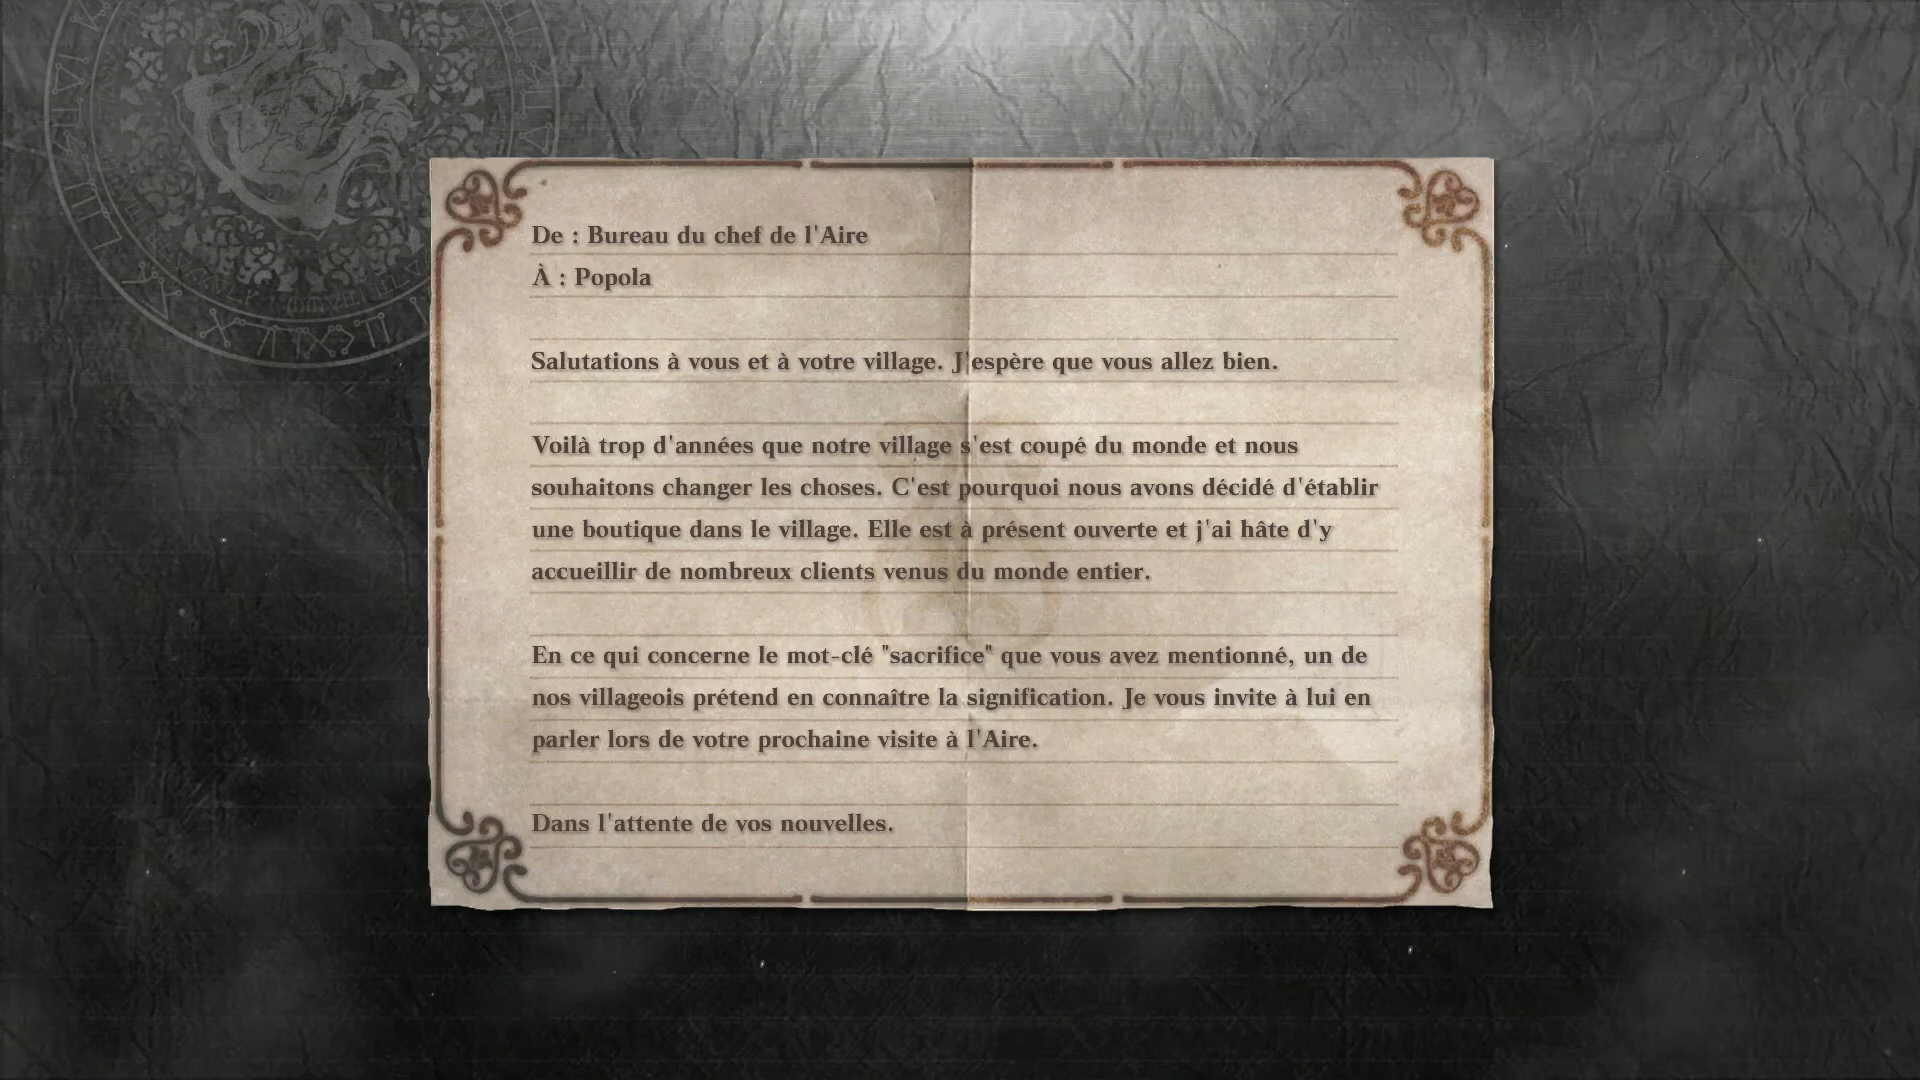 De : Bureau du chef de l'Aire
À : Popola
Salutations à vous et à votre village. J'espère que vous allez bien.
Voilà trop d'années que notre village s'est coupé du monde et nous
souhaitons changer les choses. C'est pourquoi nous avons décidé d'établir
une boutique dans le village. Elle est à présent ouverte et j'ai hâte d'y
accueillir de nombreux clients venus du monde entier.
En ce qui concerne le mot-clé "sacrifice" que vous avez mentionné, un de
nos villageois prétend en connaître la signification. Je vous invite à lui en
parler lors de votre prochaine visite à l'Aire.
Dans l'attente de vos nouvelles.